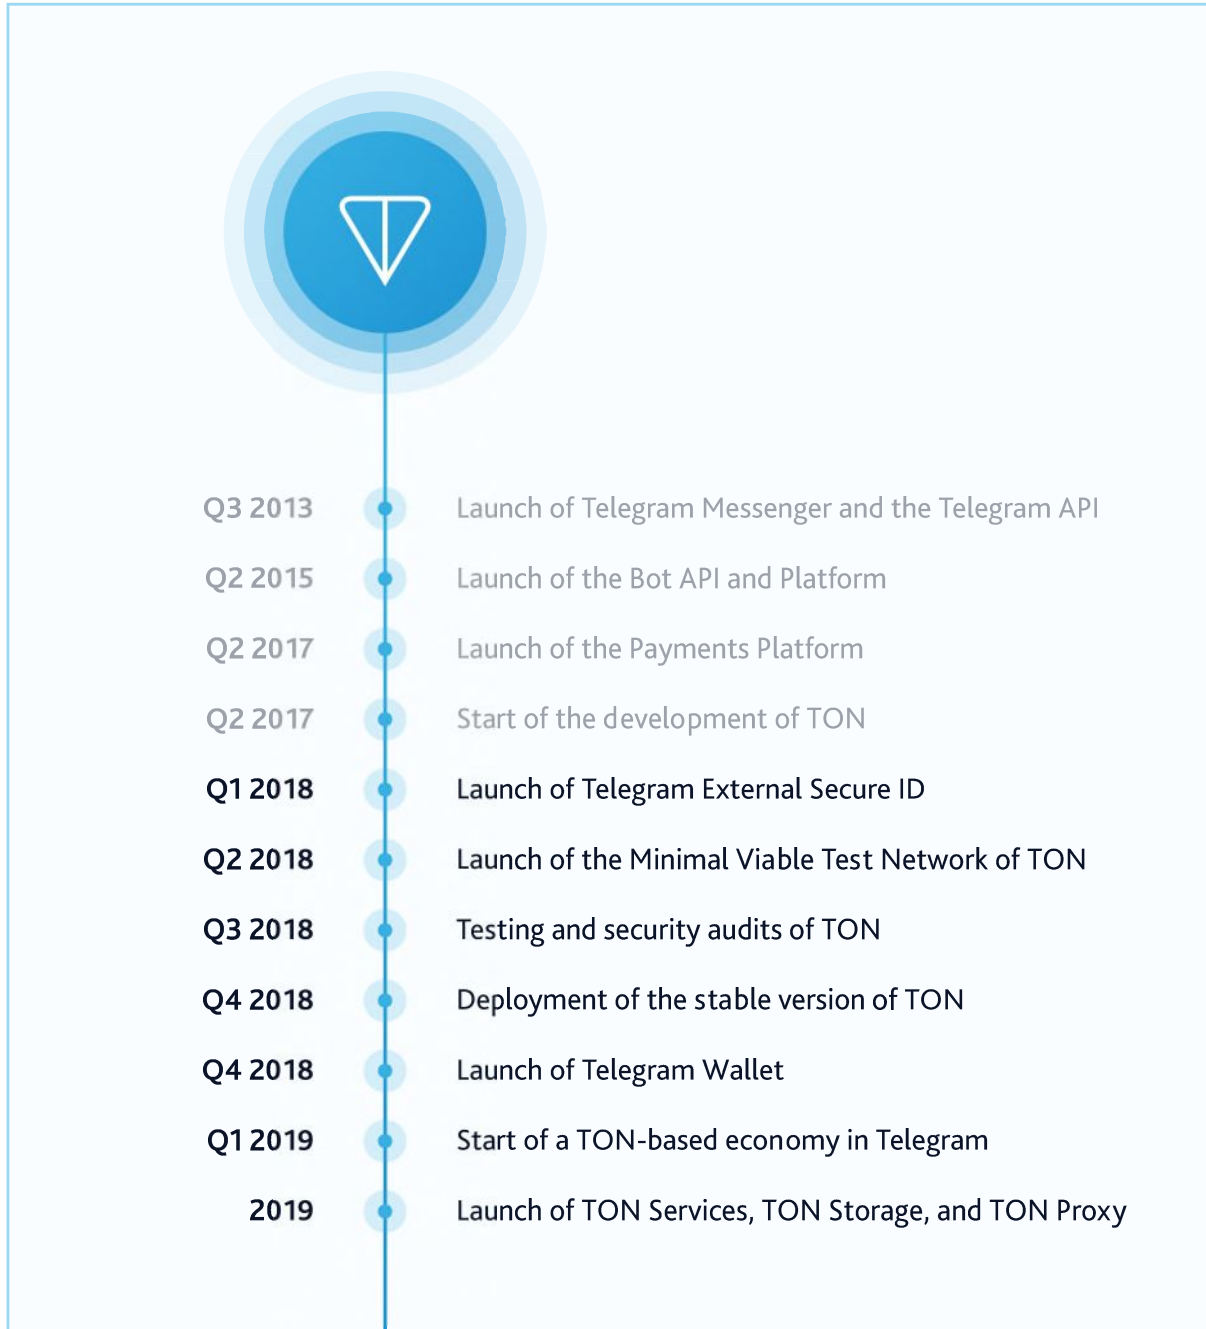 Q3 2013 Launch of Telegram Messenger and the Telegram API
Q2 2015 Launch of the Bot API and Platform
Q2 2017 Launch of the Payments Platform
Q2 2017 Start of the development of TON
Q1 2018 Launch of Telegram External Secure ID
Q2 2018 Launch of the Minimal Viable Test Network of TON
Q3 2018 Testing and security audits of TON
Q4 2018 Deployment of the stable version of TON
Q4 2018 Launch of Telegram Wallet
Q1 2019 Start of a TON-based economy in Telegram
2019 Launch of TON Services, TON Storage, and TON Proxy